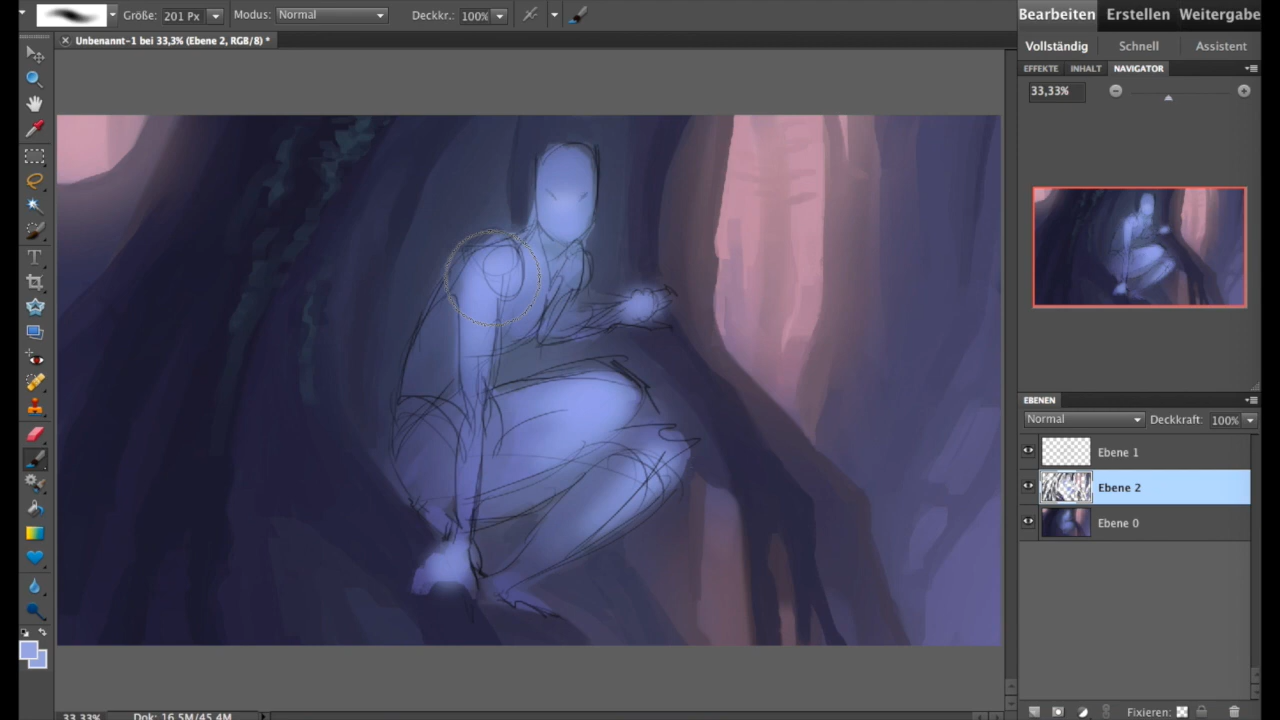 Größe: 201 Px Modus: Normal Deckkr.: 100%
Bearbeiten Erstellen Weitergabe
Unbenannt-1 bei 33,3% (Ebene 2, RGB/8) *
Vollständig Schnell Assistent
EFFEKTE INHALT NAVIGATOR
33,33%
EBENEN
Normal Deckkraft: 100%
Ebene 1
Ebene 2
Ebene 0
Fixieren:
33,33% Dok: 16,5M/45,4M